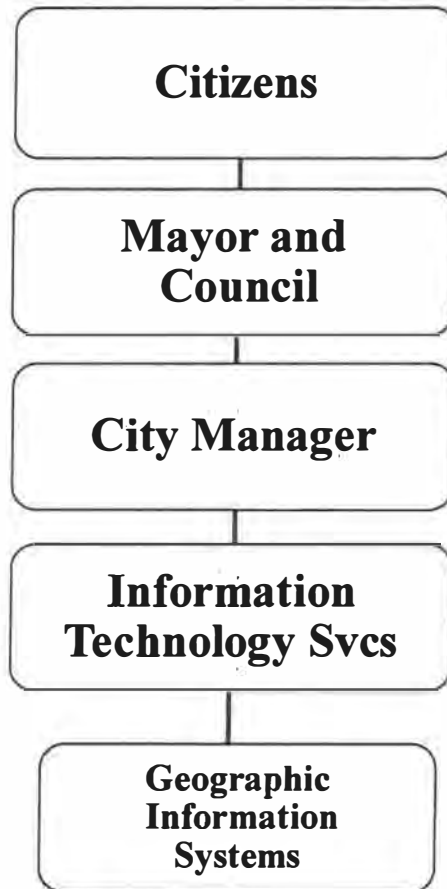 Citizens
Mayor and
Council
City Manager
Information
Technology Svcs
Geographic
Information
Systems